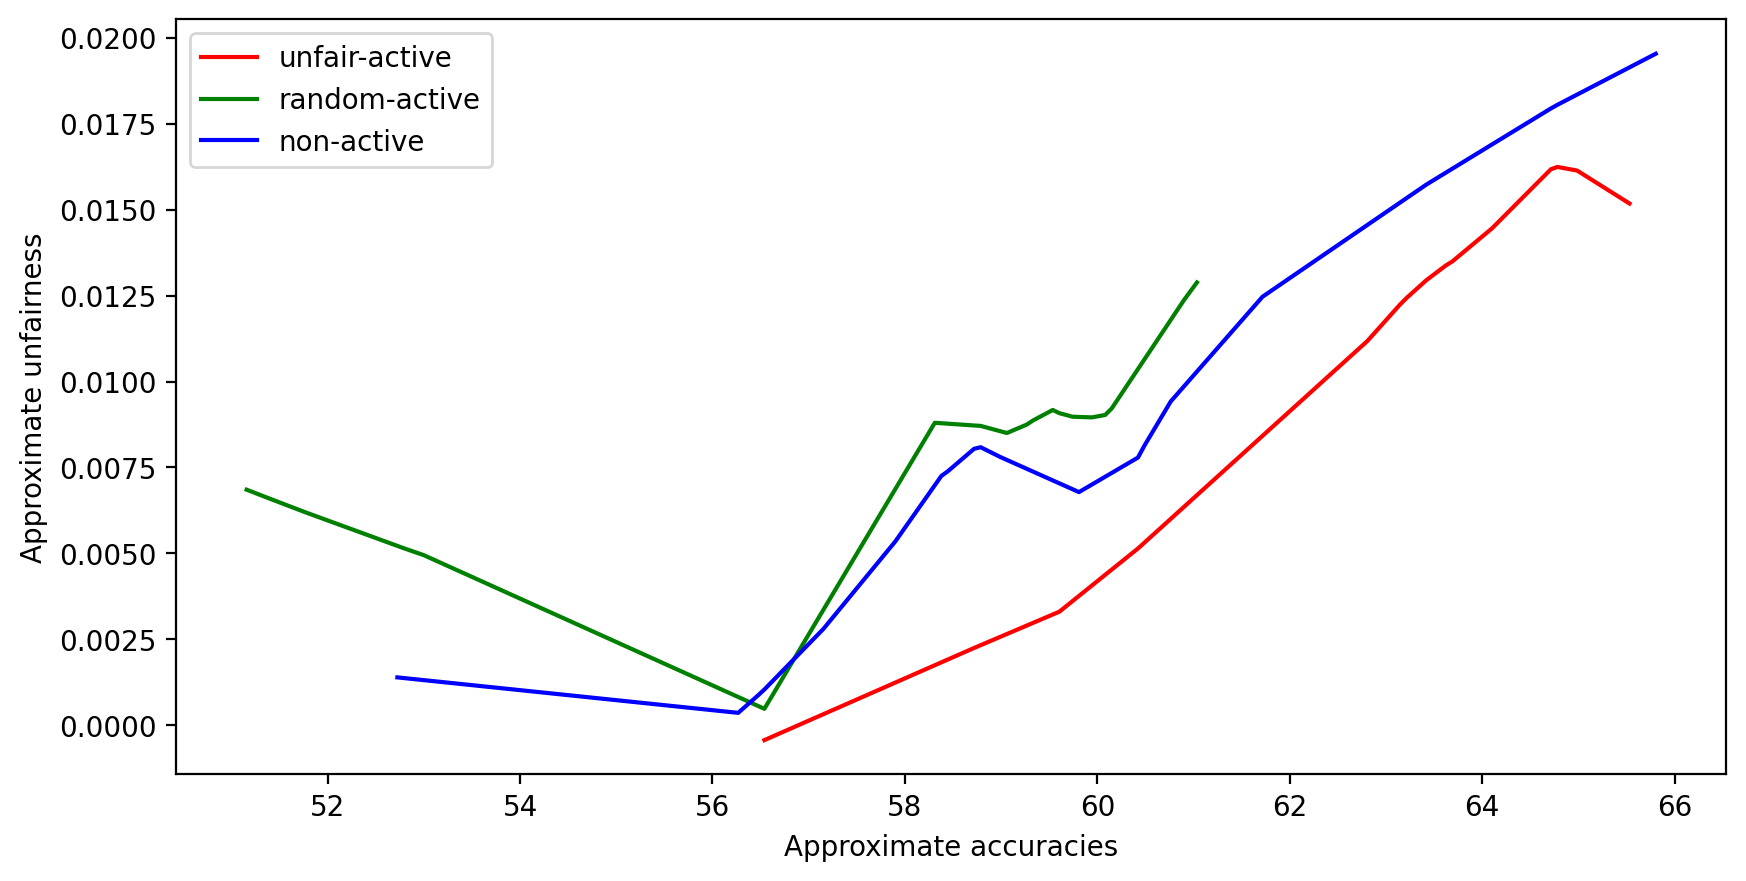 unfair-active
random-active
non-active
Approximate unfairness
0.0200
0.0175
0.0150
0.0125
0.0100
0.0075
0.0050
0.0025
0.0000
52 54 56 58 60 62 64 66
Approximate accuracies